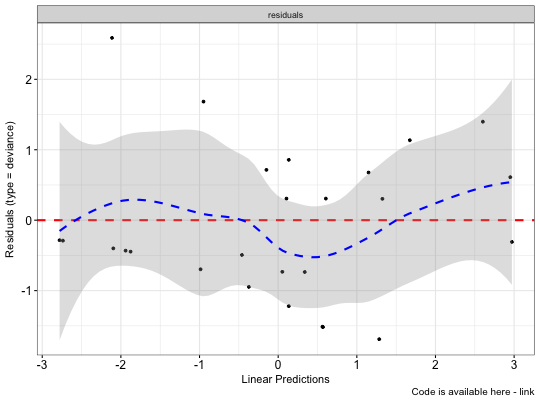 residuals
Residuals (type = deviance)
2
1
0
-1
-3 -2 -1 0 1 2 3
Linear Predictions
Code is available here - link